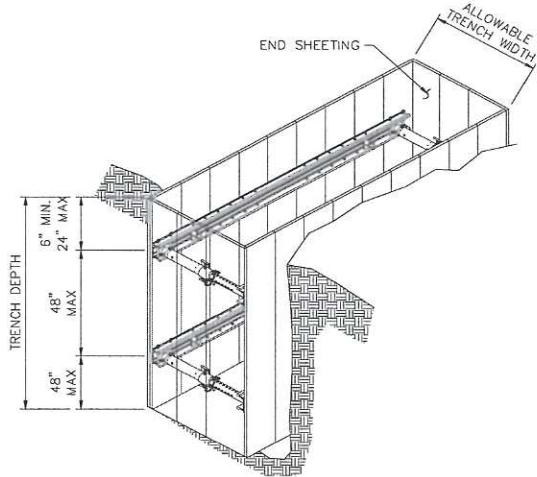 END SHEETING
ALLOWABLE
TRENCH WIDTH
6" MIN.
24" MAX
48"
MAX
48"
MAX
TRENCH DEPTH